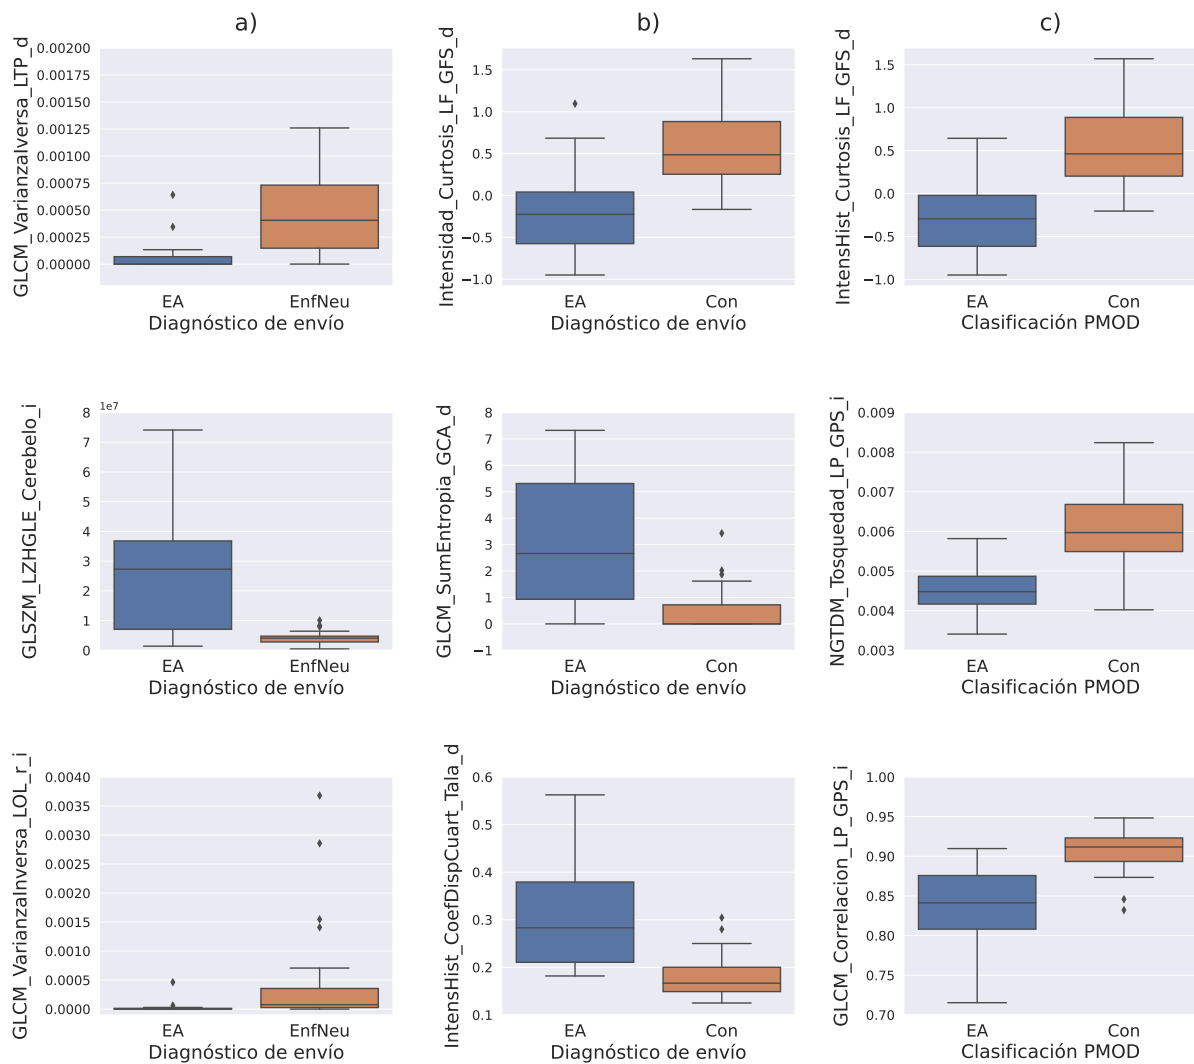 a)
b)
c)
GLCM_VarianzaIversa_LTP_d
0.00200
0.00175
0.00150
0.00125
0.00100
0.00075
0.00050
0.00025
0.00000
EA
EnfNeu
Diagnóstico de envío
Intensidad_Curtosis_LF_GFS_d
1.5
1.0
0.5
0.0
−0.5
−1.0
EA
Con
Diagnóstico de envío
IntensHist_Curtosis_LF_GFS_d
1.5
1.0
0.5
0.0
−0.5
−1.0
EA
Con
Clasificación PMOD
GLSZM_LZHGLE_Cerebelo_i
1e7
8
7
6
5
4
3
2
1
0
EA
EnfNeu
Diagnóstico de envío
GLCM_SumEntropia_GCA_d
8
7
6
5
4
3
2
1
0
−1
EA
Con
Diagnóstico de envío
NGTDM_Tosquedad_LP_GPS_i
0.009
0.008
0.007
0.006
0.005
0.004
0.003
EA
Con
Clasificación PMOD
GLCM_VarianzaInversa_LOL_r_i
0.0040
0.0035
0.0030
0.0025
0.0020
0.0015
0.0010
0.0005
0.0000
EA
EnfNeu
Diagnóstico de envío
IntensHist_CoefDispCuart_Tala_d
0.6
0.5
0.4
0.3
0.2
0.1
EA
Con
Diagnóstico de envío
GLCM_Correlacion_LP_GPS_i
1.00
0.95
0.90
0.85
0.80
0.75
0.70
EA
Con
Clasificación PMOD